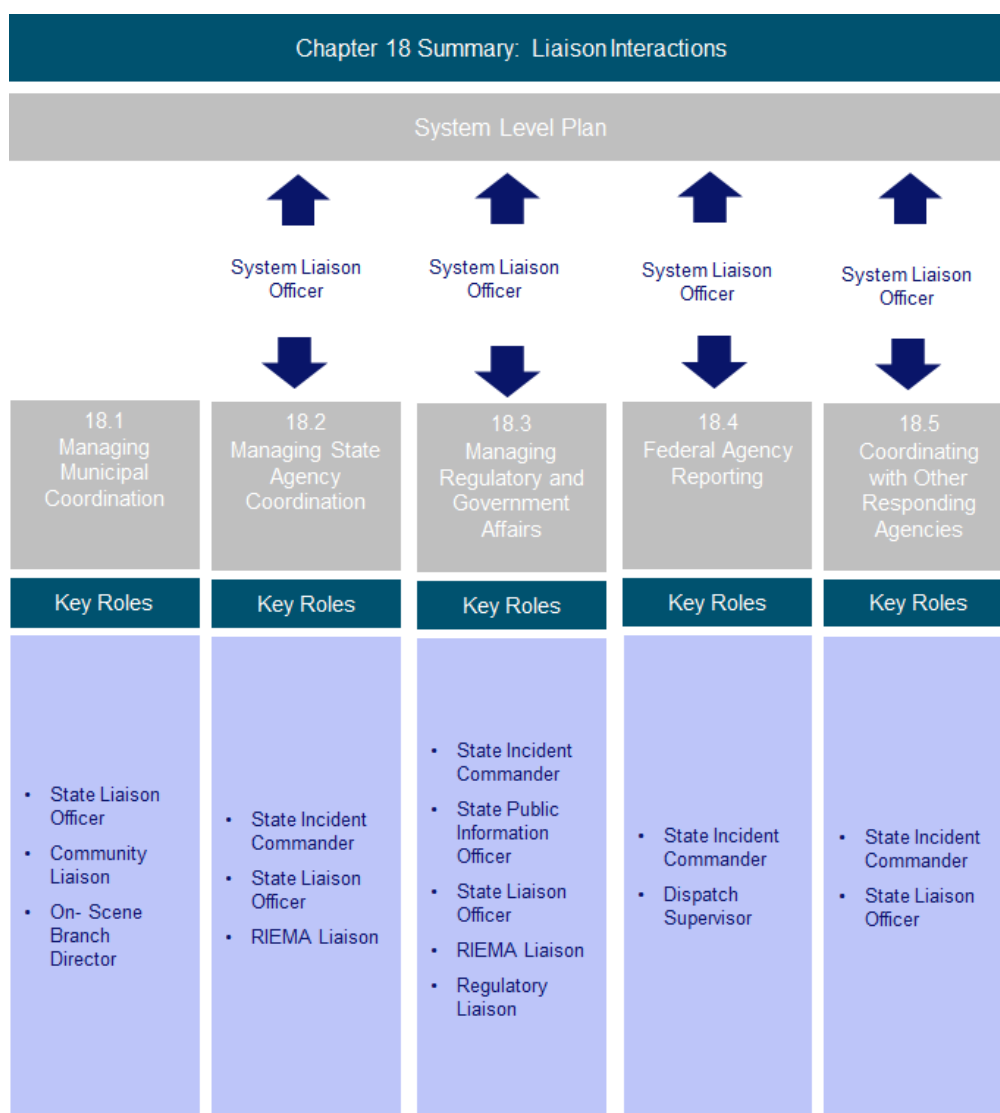 Chapter 18 Summary: Liaison Interactions
System Level Plan
System Liaison
Officer
System Liaison
Officer
System Liaison
Officer
System Liaison
Officer
18.1
Managing
Municipal
Coordination
18.2
Managing State
Agency
Coordination
18.3
Managing
Regulatory and
Government
Affairs
18.4
Federal Agency
Reporting
18.5
Coordinating
with Other
Responding
Agencies
Key Roles
Key Roles
Key Roles
Key Roles
Key Roles
• State Liaison
Officer
• Community
Liaison
• On- Scene
Branch
Director
• State Incident
Commander
• State Liaison
Officer
• RIEMA Liaison
• State Incident
Commander
• State Public
Information
Officer
• State Liaison
Officer
• RIEMA Liaison
• Regulatory
Liaison
• State Incident
Commander
• Dispatch
Supervisor
• State Incident
Commander
• State Liaison
Officer